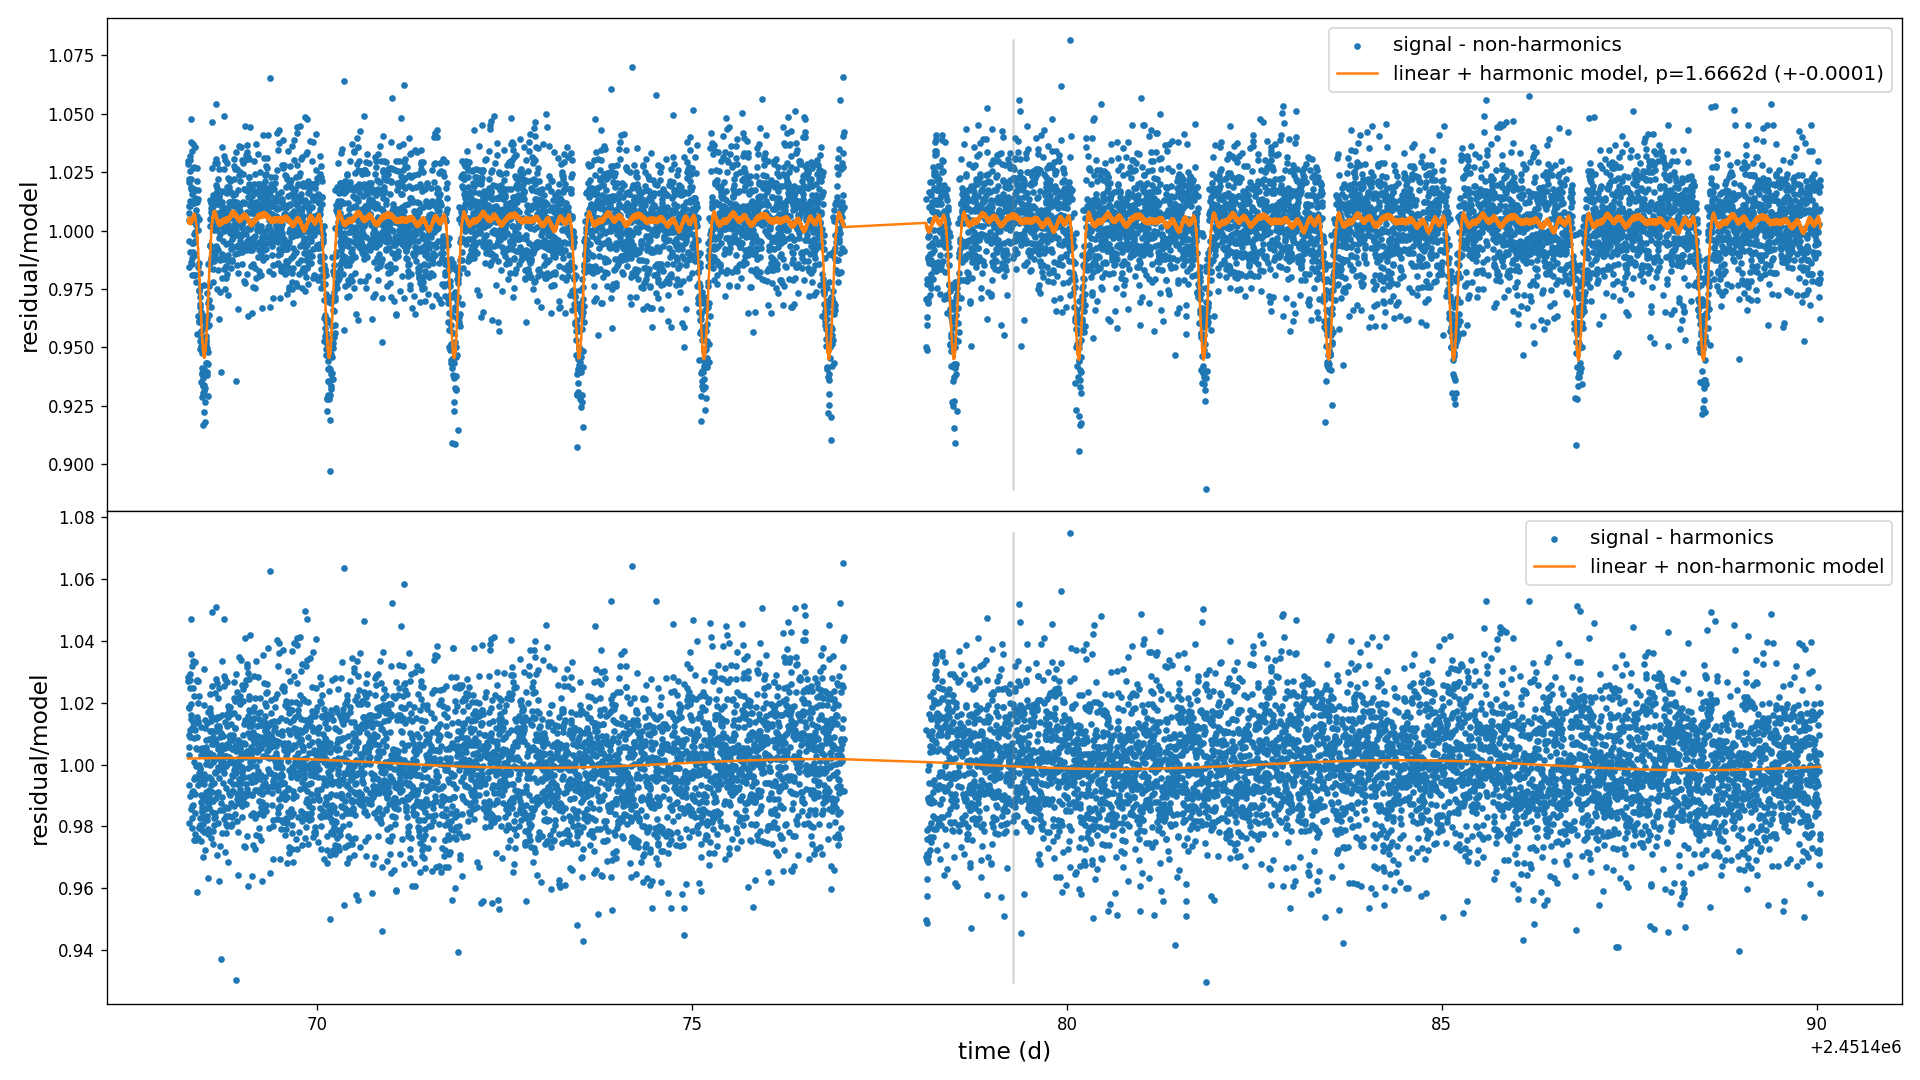 signal - non-harmonics
linear + harmonic model, p=1.6662d (+-0.0001)
1.075
1.050
1.025
1.000
0.975
0.950
0.925
0.900
residual/model
signal - harmonics
linear + non-harmonic model
1.08
1.06
1.04
1.02
1.00
0.98
0.96
0.94
residual/model
70
75
80
85
90
time (d)
+2.4514e6